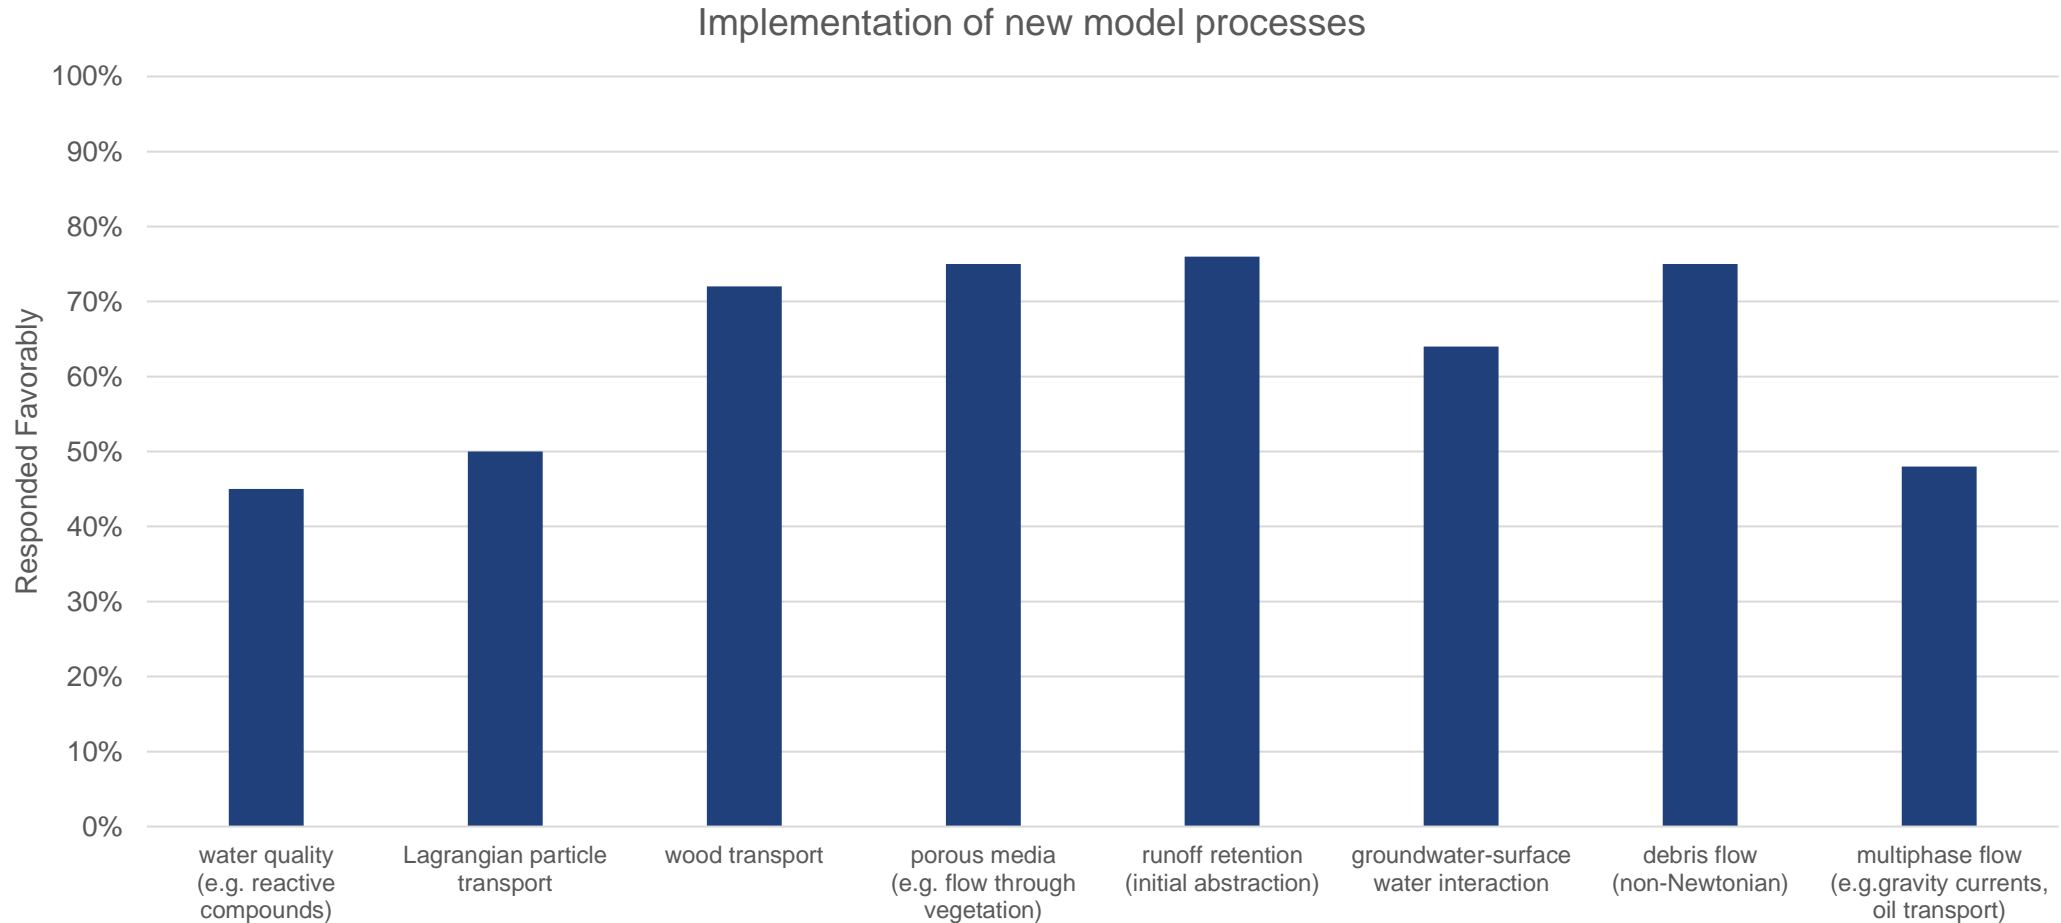 Implementation of new model processes
Responded Favorably
100%
90%
80%
70%
60%
50%
40%
30%
20%
10%
0%
water quality
(e.g. reactive
compounds)
Lagrangian particle
transport
wood transport
porous media
(e.g. flow through
vegetation)
runoff retention
(initial abstraction)
groundwater-surface
water interaction
debris flow
(non-Newtonian)
multiphase flow
(e.g.gravity currents,
oil transport)